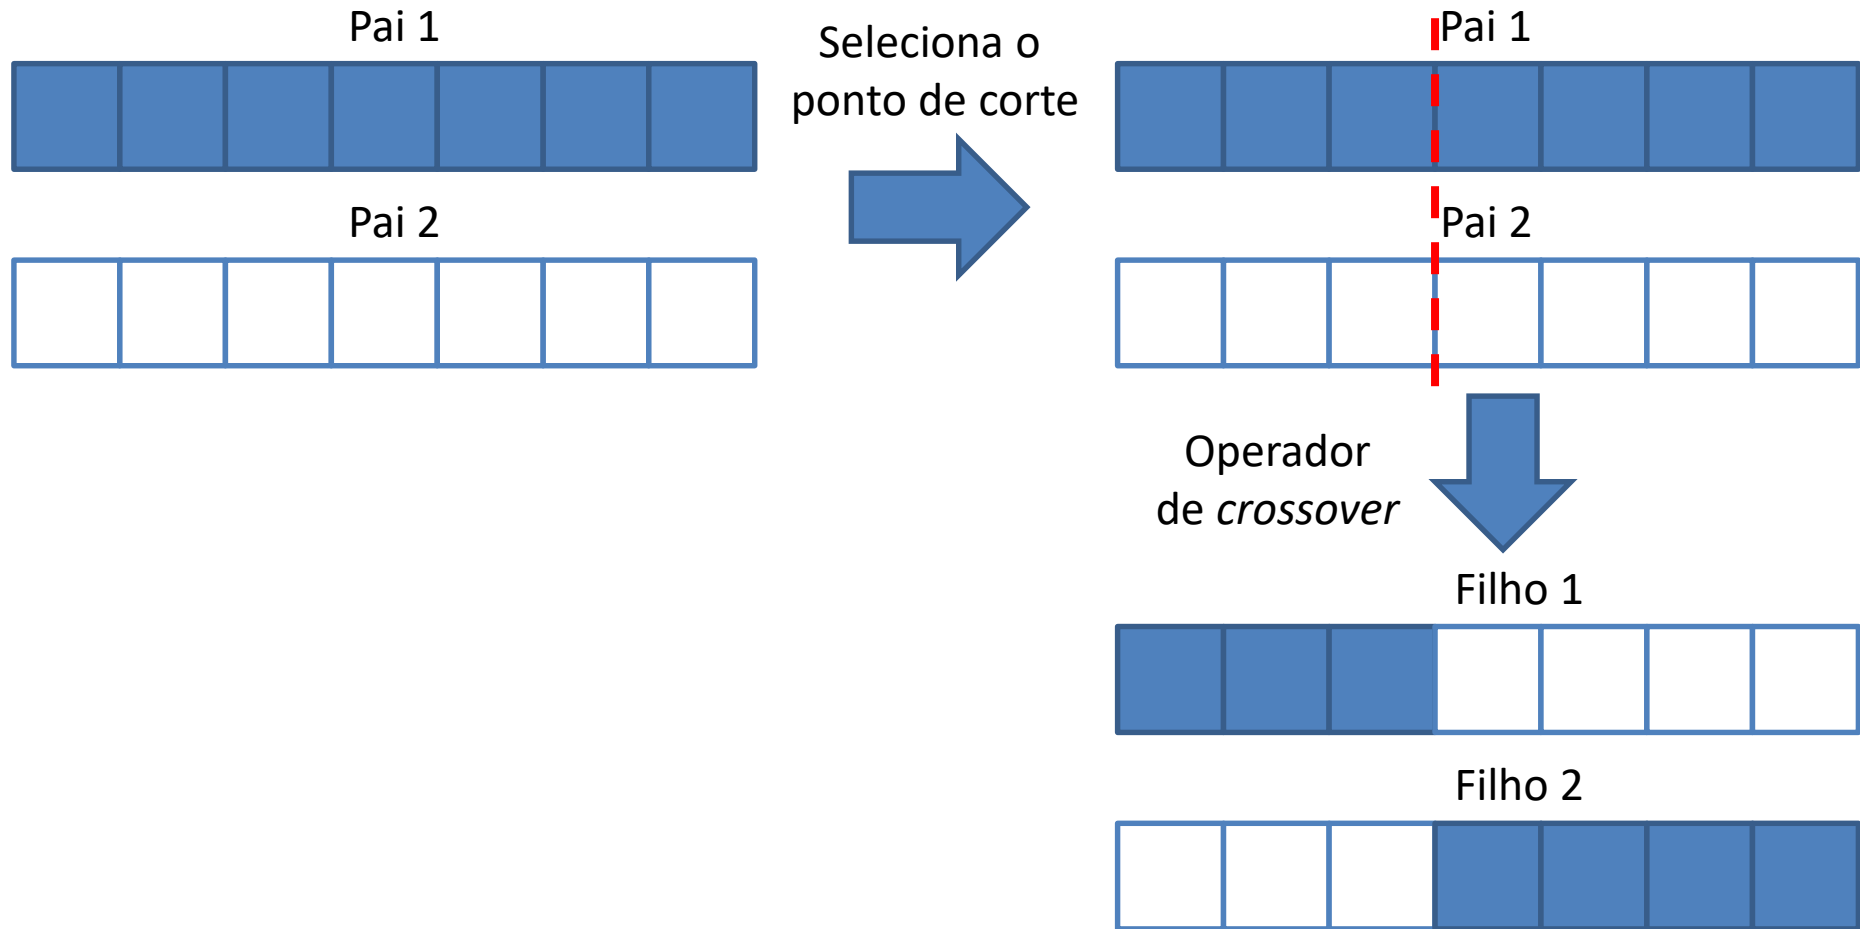 Pai 1
Pai 2
Seleciona o
ponto de corte
Pai 1
Pai 2
Operador
de crossover
Filho 1
Filho 2